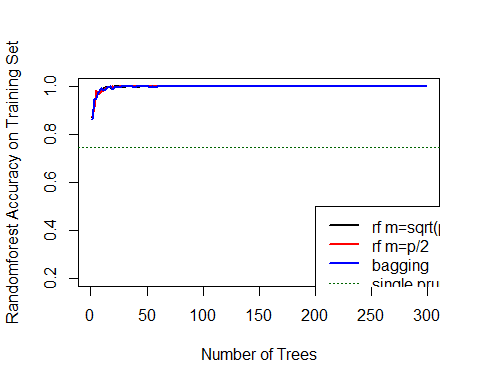 Randomforest Accuracy on Training Set
1.0
0.8
0.6
0.4
0.2
rf m=sqrt(
rf m=p/2
bagging
single pru
0 50 100 150 200 250 300
Number of Trees